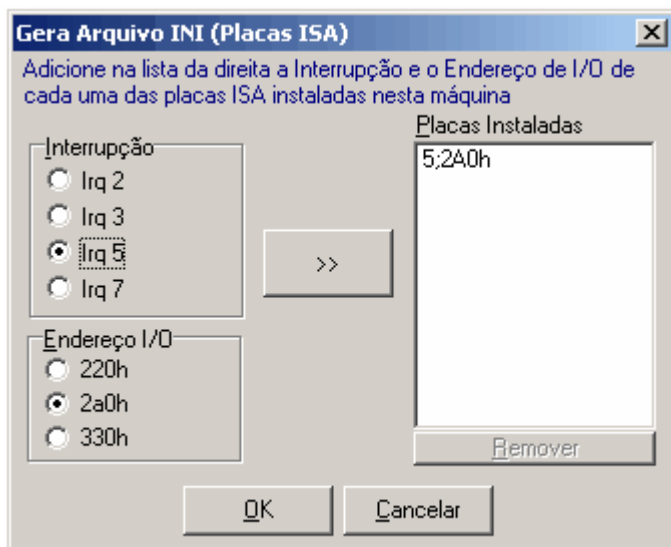 Gera Arquivo INI (Placas ISA)
Adicione na lista da direita a Interrupção e o Endereço de I/O de
cada uma das placas ISA instaladas nesta máquina
Interrupção
Irq 2
Irq 3
Irq 5
Irq 7
Endereço I/O
220h
2a0h
330h
>>
Placas Instaladas
5;2A0h
Remover
OK
Cancelar